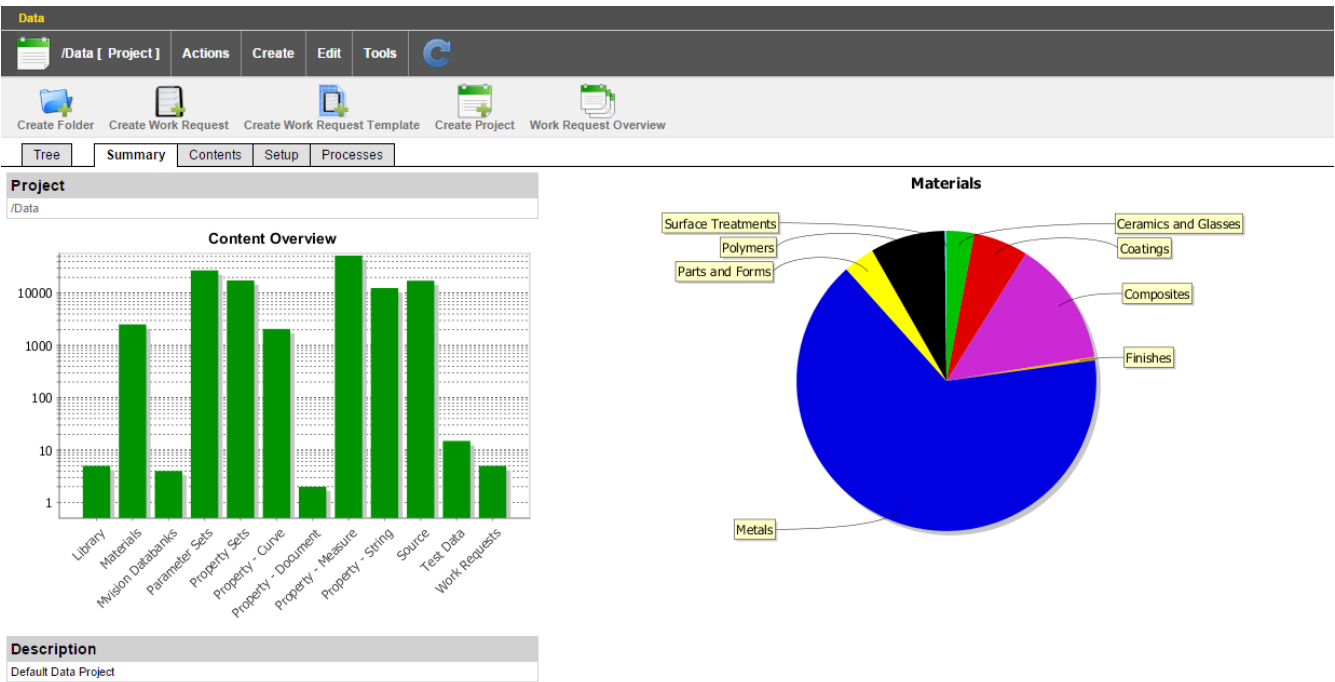 Data
/Data [ Project ] Actions Create Edit Tools
Create Folder Create Work Request Create Work Request Template Create Project Work Request Overview
Tree Summary Contents Setup Processes
Project
/Data
Content Overview
10000
1000
100
10
1
Library Materials Mvision Databanks Parameter Sets Property Sets Property - Curve Property - Document Property - Measure Property - String Source Test Data Work Requests
Description
Default Data Project
Materials
Surface Treatments
Polymers
Parts and Forms
Metals
Ceramics and Glasses
Coatings
Composites
Finishes